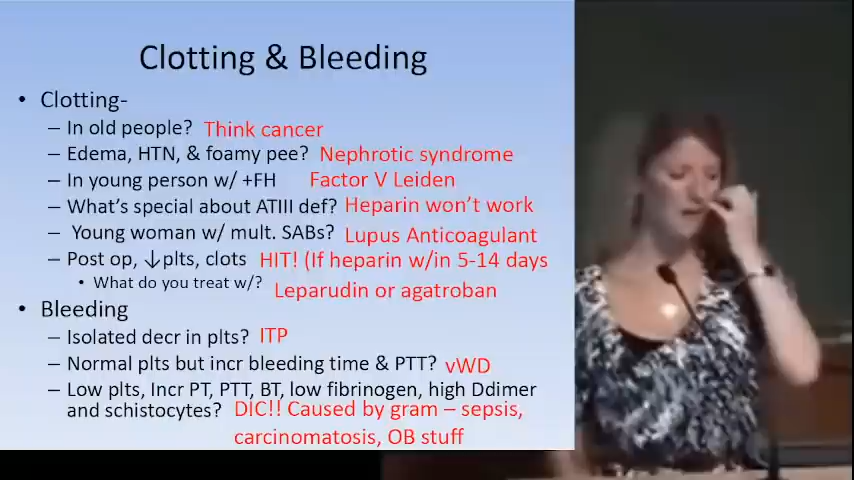 Clotting & Bleeding
• Clotting-
– In old people? Think cancer
– Edema, HTN, & foamy pee? Nephrotic syndrome
– In young person w/ +FH Factor V Leiden
– What's special about ATIII def? Heparin won't work
– Young woman w/ mult. SABs? Lupus Anticoagulant
– Post op, ↓plts, clots HIT! (If heparin w/in 5-14 days
• What do you treat w/? Leparudin or agatroban
• Bleeding
– Isolated decr in plts? ITP
– Normal plts but incr bleeding time & PTT? vWD
– Low plts, Incr PT, PTT, BT, low fibrinogen, high Ddimer
and schistocytes? DIC!! Caused by gram – sepsis,
carcinomatosis, OB stuff